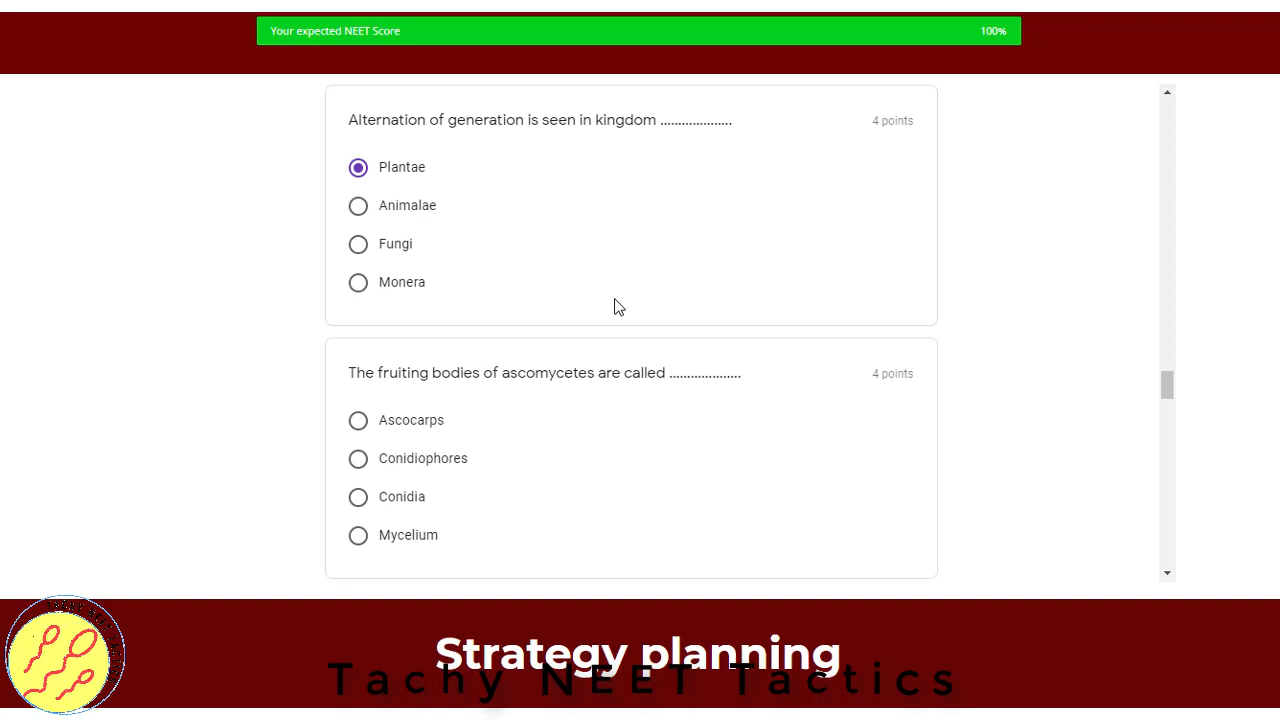 Your expected NEET Score 100%
Alternation of generation is seen in kingdom ................... 4 points
Plantae
Animalae
Fungi
Monera
The fruiting bodies of ascomycetes are called .................... 4 points
Ascocarps
Conidiophores
Conidia
Mycelium
Strategy planning
Tachy NEET Tactics